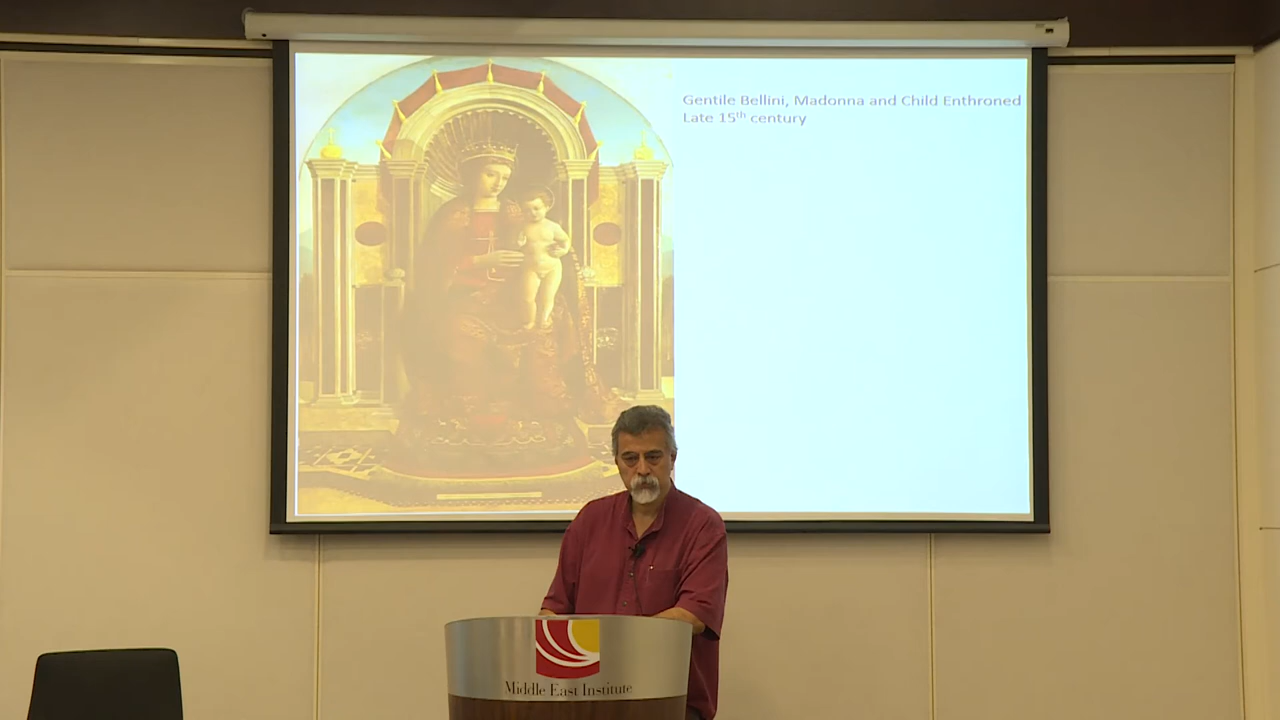 Gentile Bellini, Madonna and Child Enthroned
Late 15th century
Middle East Institute